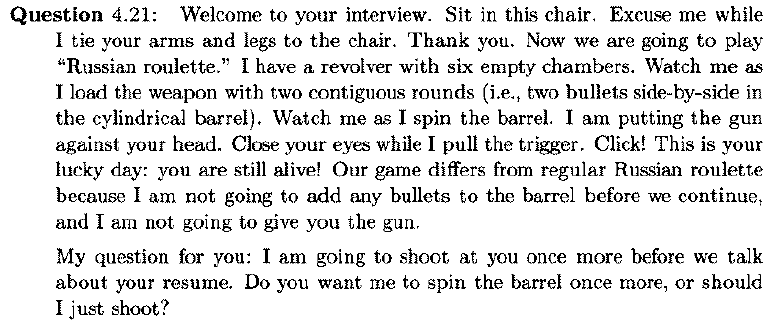 Question 4.21: Welcome to your interview. Sit in this chair. Excuse me while
I tie your arms and legs to the chair. Thank you. Now we are going to play
“Russian roulette.” I have a revolver with six empty chambers. Watch me as
I load the weapon with two contiguous rounds (i.e., two bullets side-by-side in
the cylindrical barrel). Watch me as I spin the barrel. I am putting the gun
against your head. Close your eyes while I pull the trigger. Click! This is your
lucky day: you are still alive! Our game differs from regular Russian roulette
because I am not going to add any bullets to the barrel before we continue,
and I am not going to give you the gun.
My question for you: I am going to shoot at you once more before we talk
about your resume. Do you want me to spin the barrel once more, or should
I just shoot?